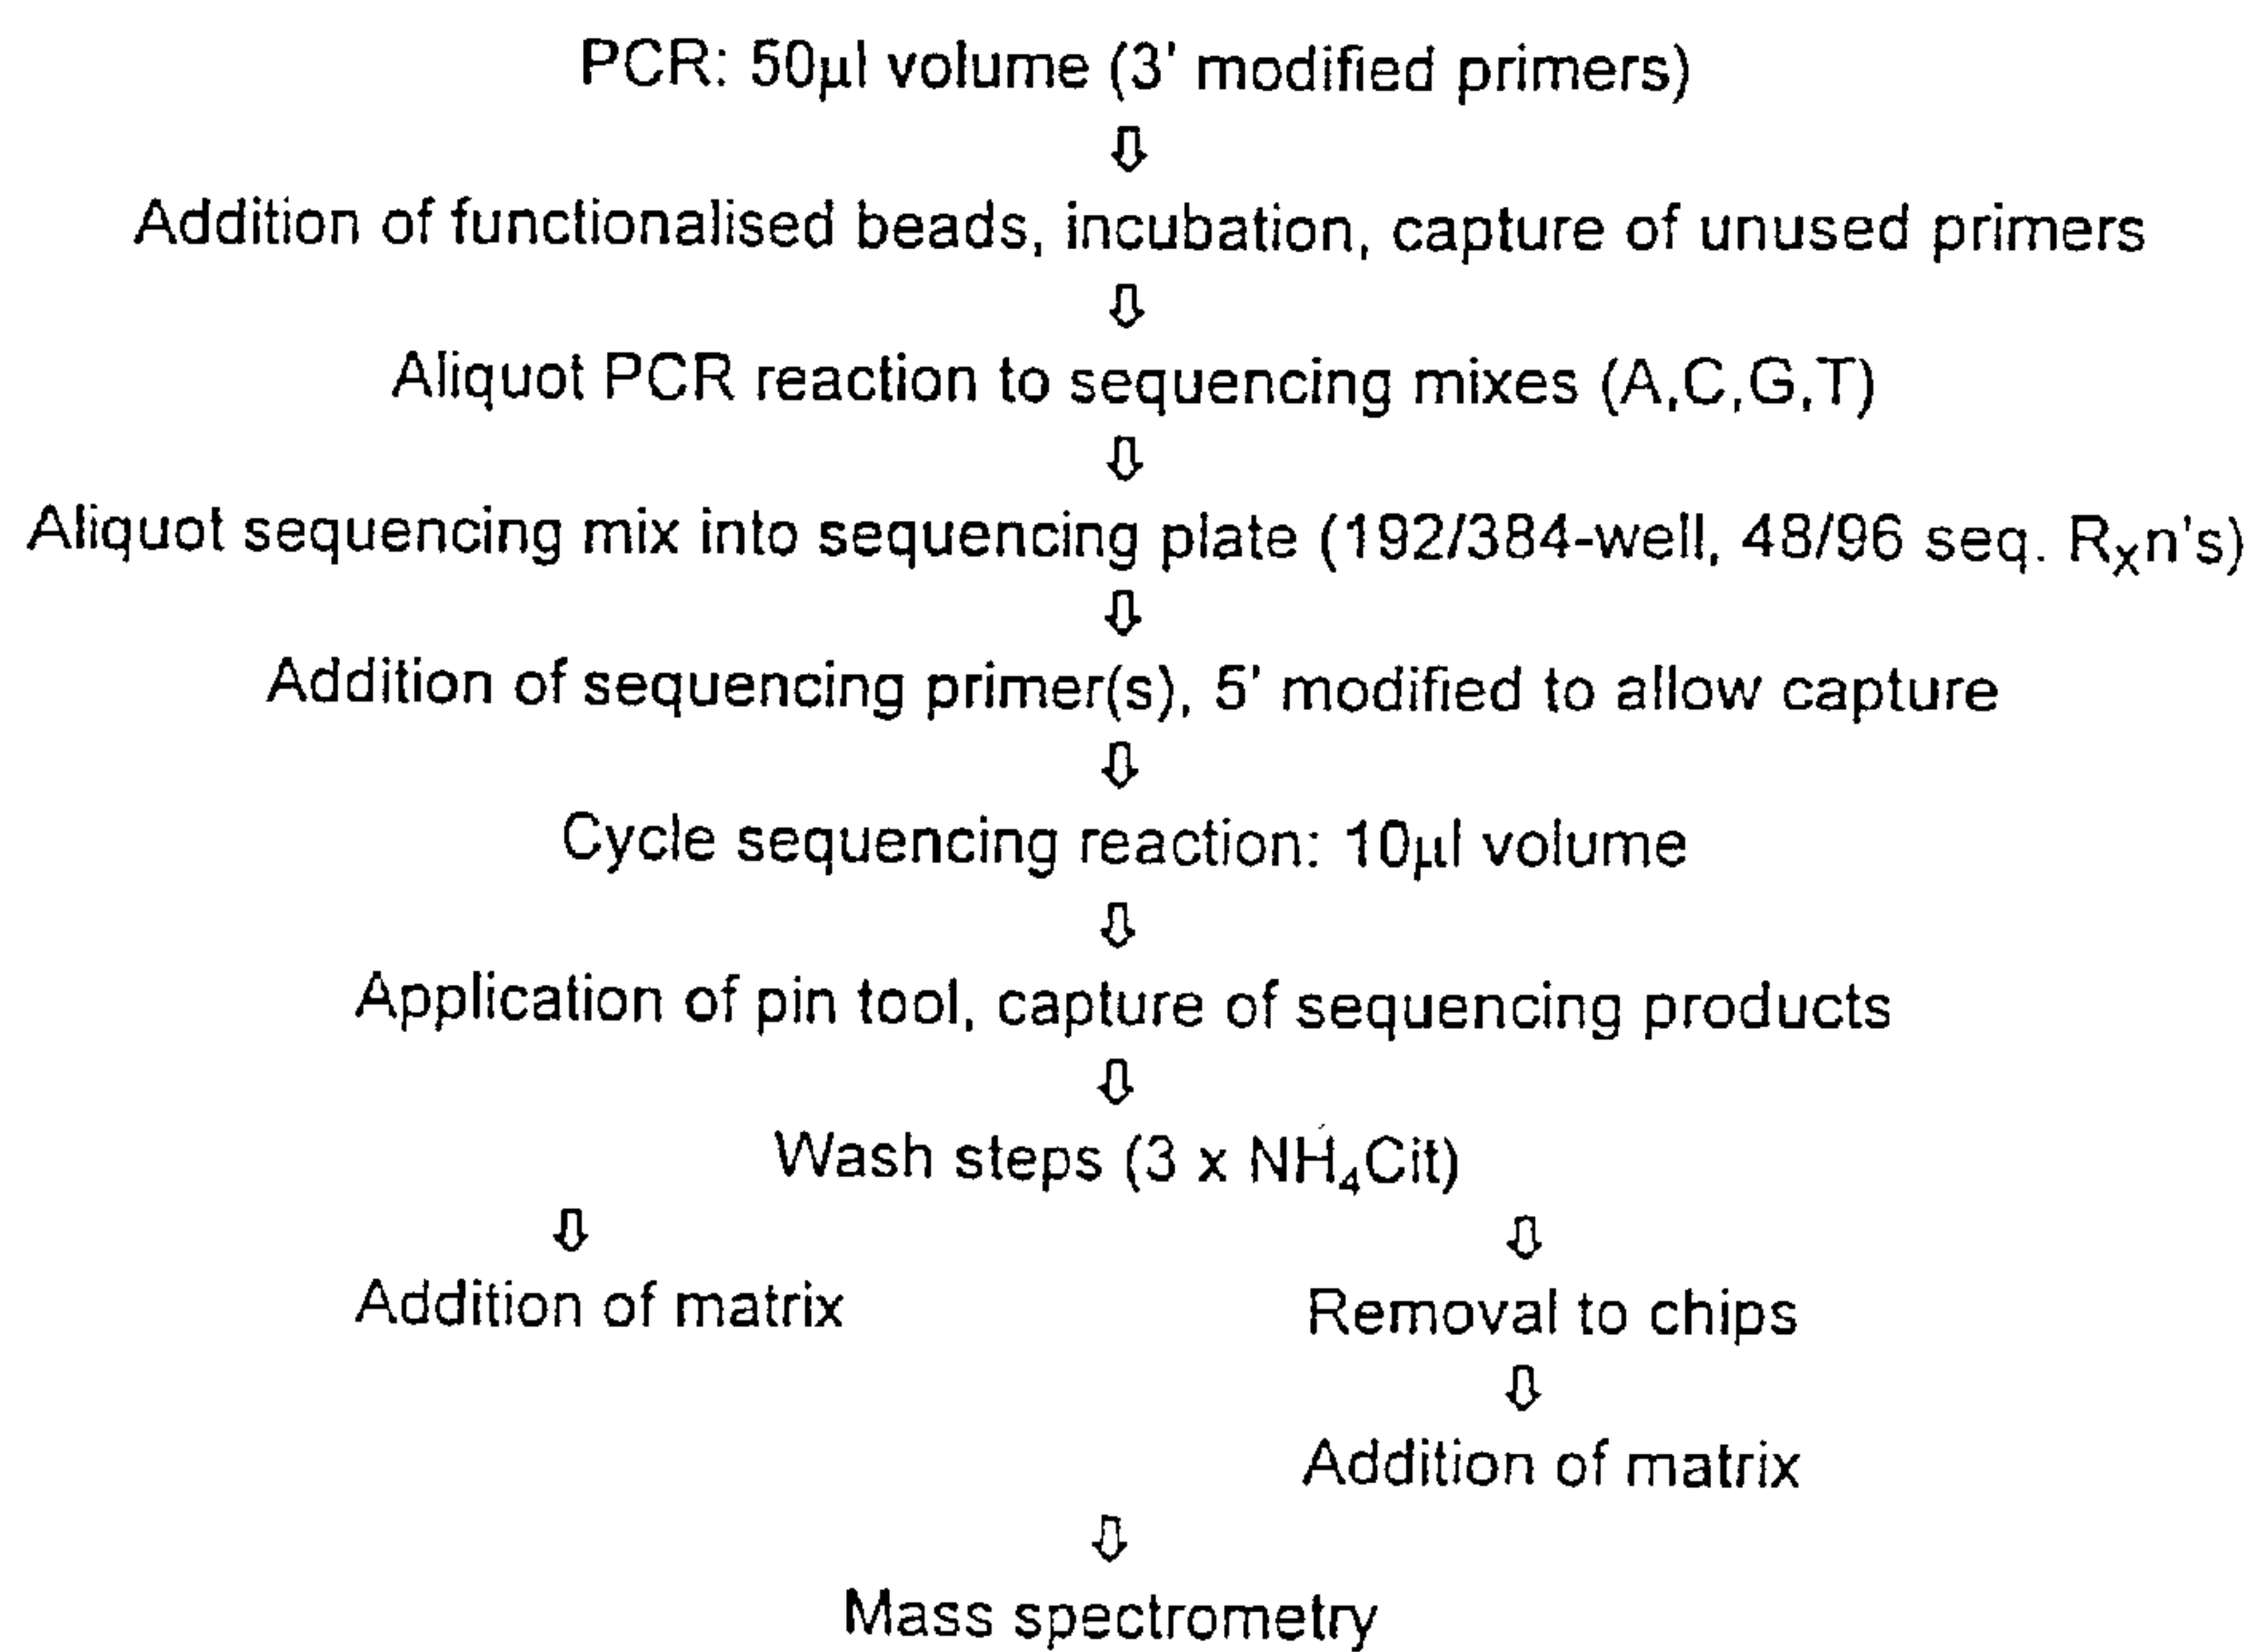 PCR: 50µl volume (3' modified primers)
⇩
Addition of functionalised beads, incubation, capture of unused primers
⇩
Aliquot PCR reaction to sequencing mixes (A,C,G,T)
⇩
Aliquot sequencing mix into sequencing plate (192/384-well, 48/96 seq. Rxn's)
⇩
Addition of sequencing primer(s), 5' modified to allow capture
⇩
Cycle sequencing reaction: 10µl volume
⇩
Application of pin tool, capture of sequencing products
⇩
Wash steps (3 x NH₄Cit)
⇩ ⇩
Addition of matrix Removal to chips
⇩
Addition of matrix
⇩
Mass spectrometry